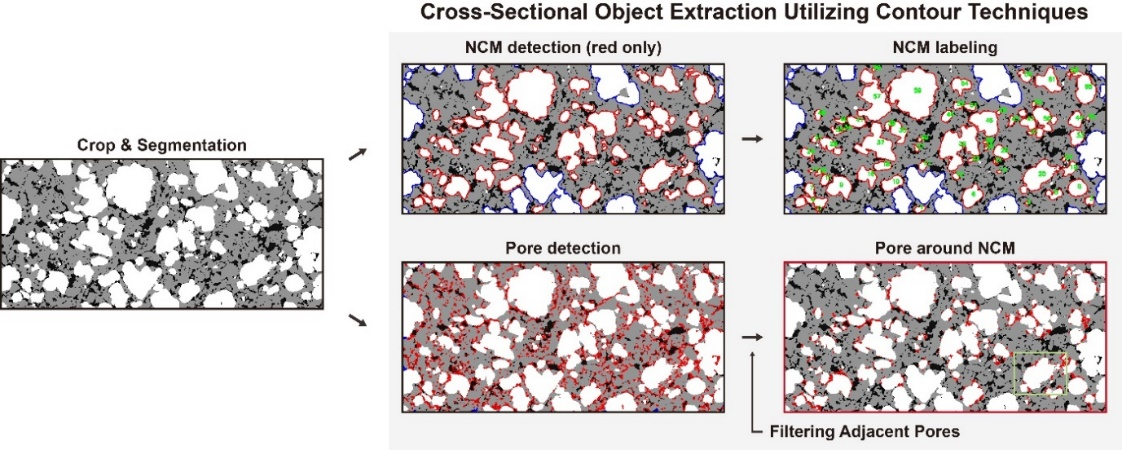 Cross-Sectional Object Extraction Utilizing Contour Techniques
NCM detection (red only)
NCM labeling
Crop & Segmentation
Pore detection
Pore around NCM
Filtering Adjacent Pores